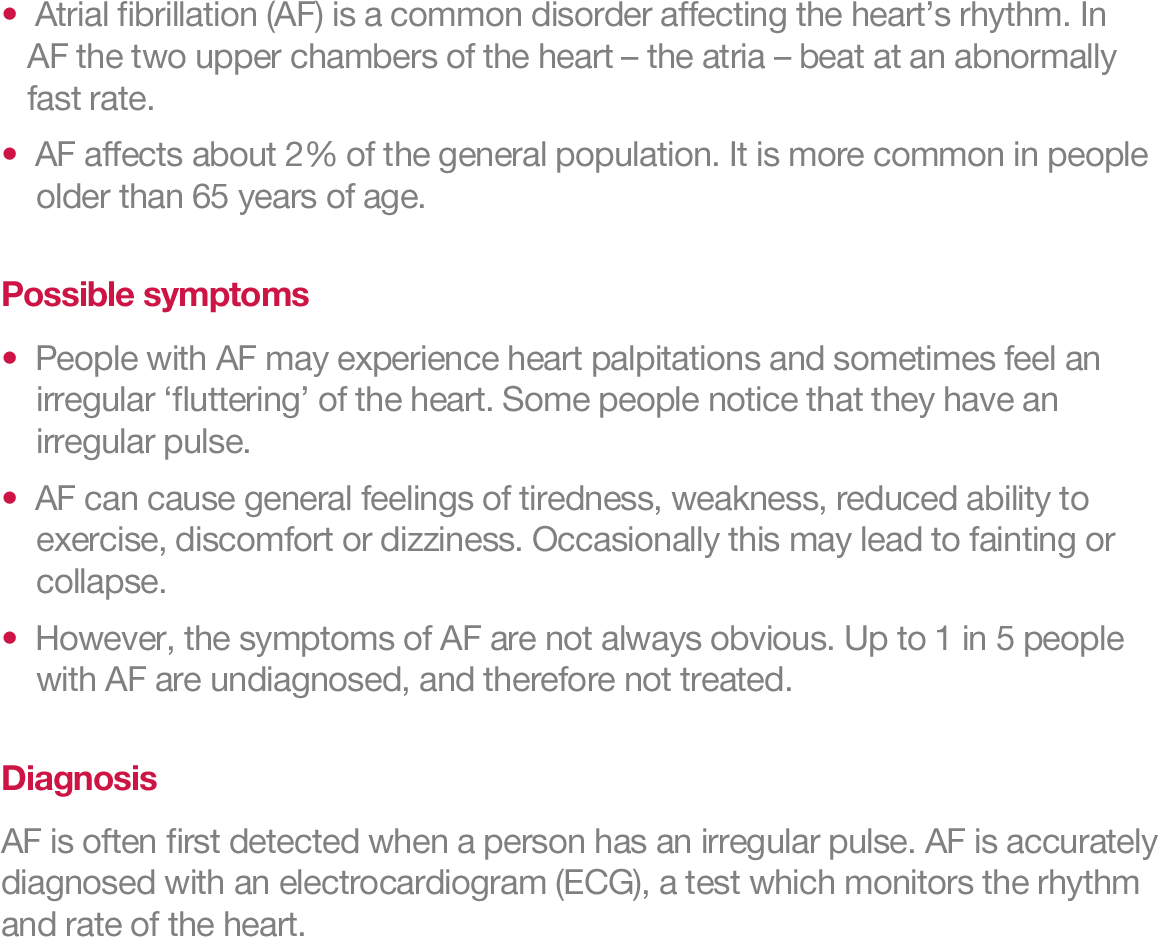 • Atrial fibrillation (AF) is a common disorder affecting the heart’s rhythm. In
AF the two upper chambers of the heart – the atria – beat at an abnormally
fast rate.
• AF affects about 2% of the general population. It is more common in people
older than 65 years of age.
Possible symptoms
• People with AF may experience heart palpitations and sometimes feel an
irregular ‘fluttering’ of the heart. Some people notice that they have an
irregular pulse.
• AF can cause general feelings of tiredness, weakness, reduced ability to
exercise, discomfort or dizziness. Occasionally this may lead to fainting or
collapse.
• However, the symptoms of AF are not always obvious. Up to 1 in 5 people
with AF are undiagnosed, and therefore not treated.
Diagnosis
AF is often first detected when a person has an irregular pulse. AF is accurately
diagnosed with an electrocardiogram (ECG), a test which monitors the rhythm
and rate of the heart.